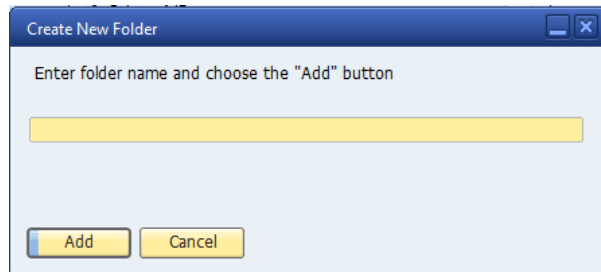 Create New Folder
Enter folder name and choose the "Add" button
Add
Cancel